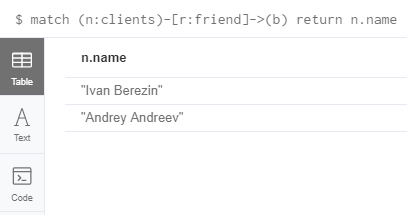 $ match (n:clients)-[r:friend]->(b) return n.name
n.name
Table
"Ivan Berezin"
"Andrey Andreev"
A
Text
Code